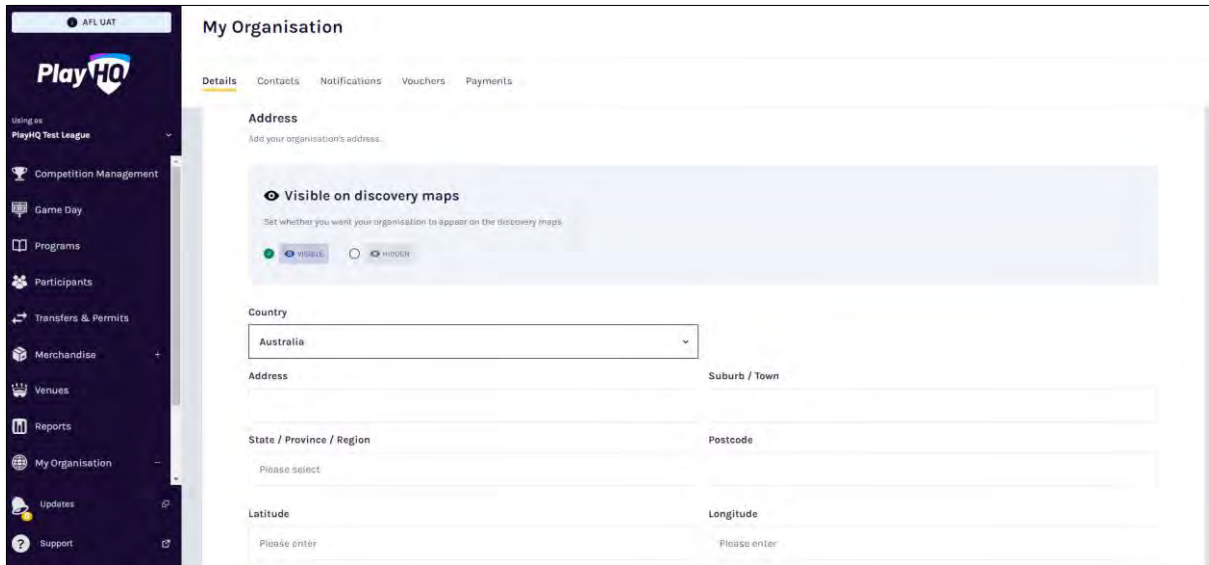 AFL UAT
PlayHQ
Using as
PlayHQ Test League
Competition Management
Game Day
Programs
Participants
Transfers & Permits
Merchandise +
Venues
Reports
My Organisation −
Updates
Support
My Organisation
Details Contacts Notifications Vouchers Payments
Address
Add your organisation's address.
Visible on discovery maps
Set whether you want your organisation to appear on the discovery maps
VISIBLE HIDDEN
Country
Australia
Address Suburb / Town
State / Province / Region Postcode
Please select
Latitude Longitude
Please enter Please enter